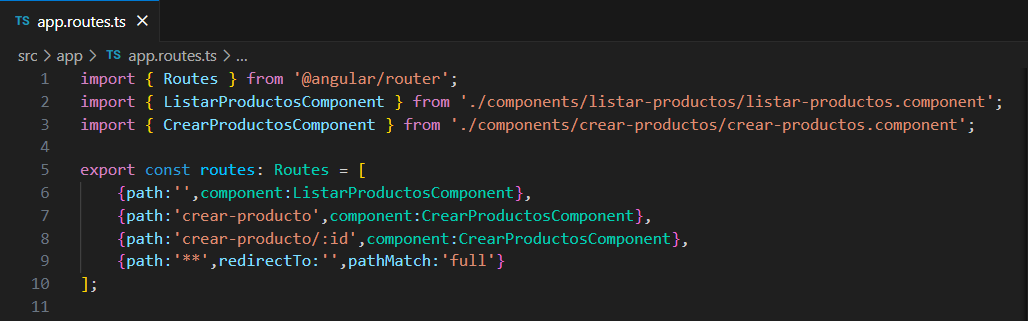 TS app.routes.ts ×
src > app > TS app.routes.ts > ...
1 import { Routes } from '@angular/router';
2 import { ListarProductosComponent } from './components/listar-productos/listar-productos.component';
3 import { CrearProductosComponent } from './components/crear-productos/crear-productos.component';
4
5 export const routes: Routes = [
6     {path:'',component:ListarProductosComponent},
7     {path:'crear-producto',component:CrearProductosComponent},
8     {path:'crear-producto/:id',component:CrearProductosComponent},
9     {path:'**',redirectTo:'',pathMatch:'full'}
10 ];
11